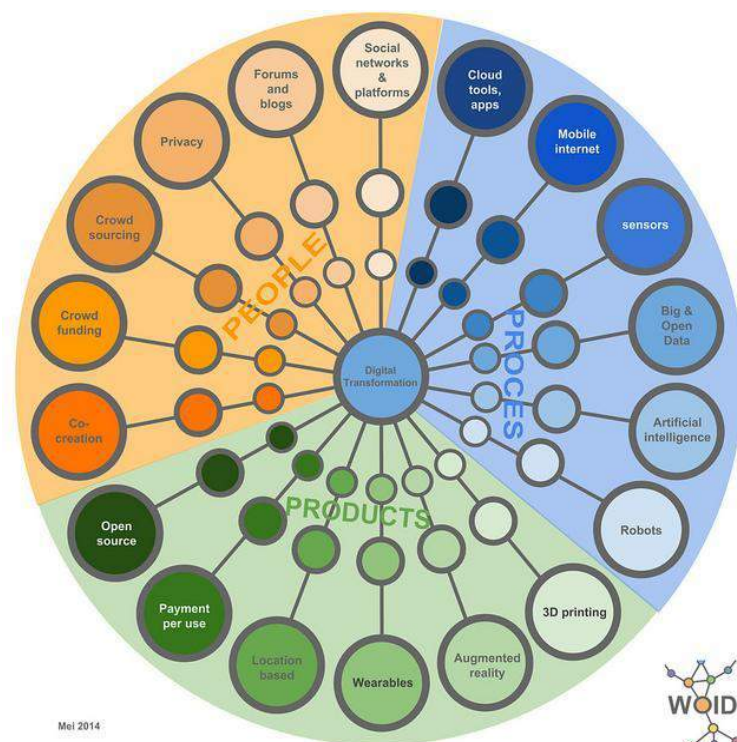 Social
networks
&
platforms
Cloud
tools,
apps
Mobile
internet
sensors
Big &
Open
Data
Artificial
intelligence
Robots
3D printing
Augmented
reality
Wearables
Location
based
Payment
per use
Open
source
Co-
creation
Crowd
funding
Crowd
sourcing
Privacy
Forums
and
blogs
PEOPLE
PROCES
PRODUCTS
Digital
Transformation
Mei 2014
WOID